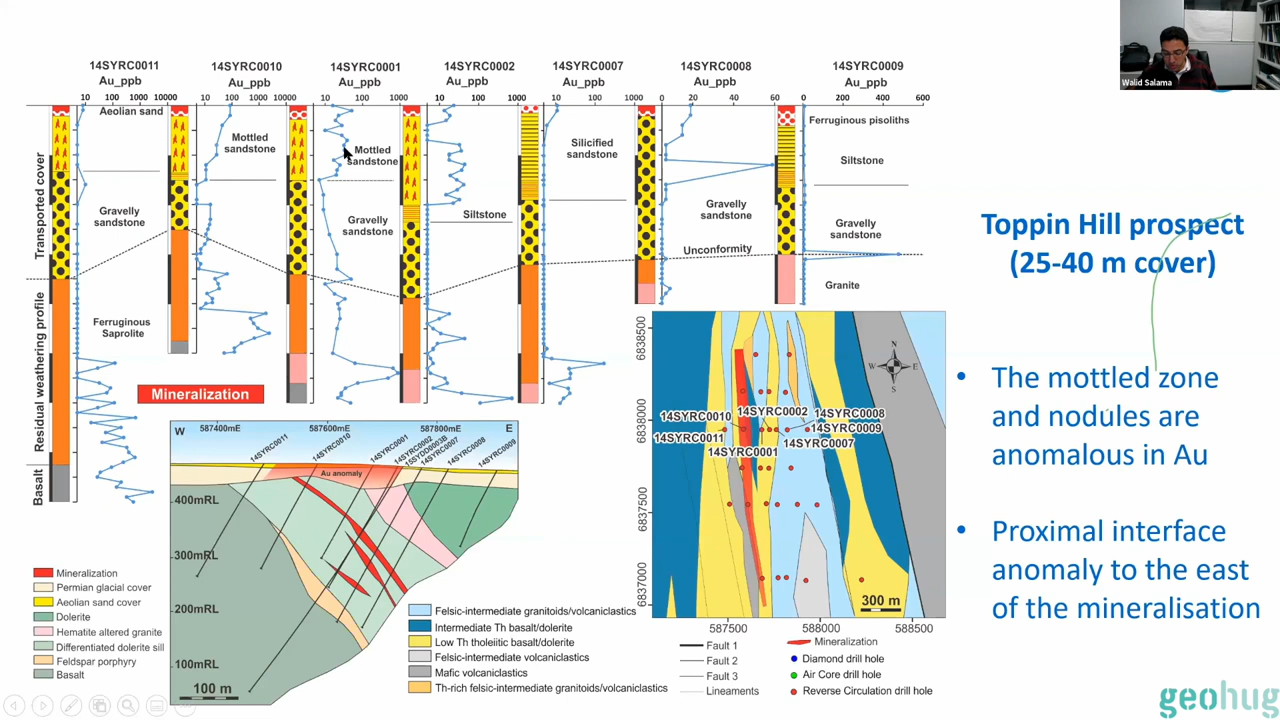 14SYRC0011
Au_ppb
10 100 1000 10000
14SYRC0010
Au_ppb
10 100 1000 10000
14SYRC0001
Au_ppb
10 100 1000
14SYRC0002
Au_ppb
10 100 1000
14SYRC0007
Au_ppb
10 100 1000
14SYRC0008
Au_ppb
0 20 40 60
14SYRC0009
Au_ppb
0 200 400 600
Walid Salama
Aeolian sand
Mottled
sandstone
Mottled
sandstone
Silicified
sandstone
Ferruginous pisoliths
Siltstone
Transported cover
Gravelly
sandstone
Gravelly
sandstone
Siltstone
Gravelly
sandstone
Gravelly
sandstone
Unconformity
Granite
Residual weathering profile
Ferruginous
Saprolite
Basalt
Mineralization
Toppin Hill prospect
(25-40 m cover)
• The mottled zone
and nodules are
anomalous in Au
• Proximal interface
anomaly to the east
of the mineralisation
W 587400mE 587600mE 587800mE E
14SYRC0011
14SYRC0010
14SYRC0001
14SYRC0002
15SYDD0003B
14SYRC0007
14SYRC0008
14SYRC0009
Au anomaly
400mRL
300mRL
200mRL
100mRL
100 m
Mineralization
Permian glacial cover
Aeolian sand cover
Dolerite
Hematite altered granite
Differentiated dolerite sill
Feldspar porphyry
Basalt
6838500
6838000
6837500
6837000
N
W E
S
14SYRC0010
14SYRC0002
14SYRC0008
14SYRC0011
14SYRC0009
14SYRC0001
14SYRC0007
300 m
587500 588000 588500
Felsic-intermediate granitoids/volcaniclastics
Intermediate Th basalt/dolerite
Low Th tholeiitic basalt/dolerite
Felsic-intermediate volcaniclastics
Mafic volcaniclastics
Th-rich felsic-intermediate granitoids/volcaniclastics
Fault 1
Fault 2
Fault 3
Lineaments
Mineralization
Diamond drill hole
Air Core drill hole
Reverse Circulation drill hole
geohug